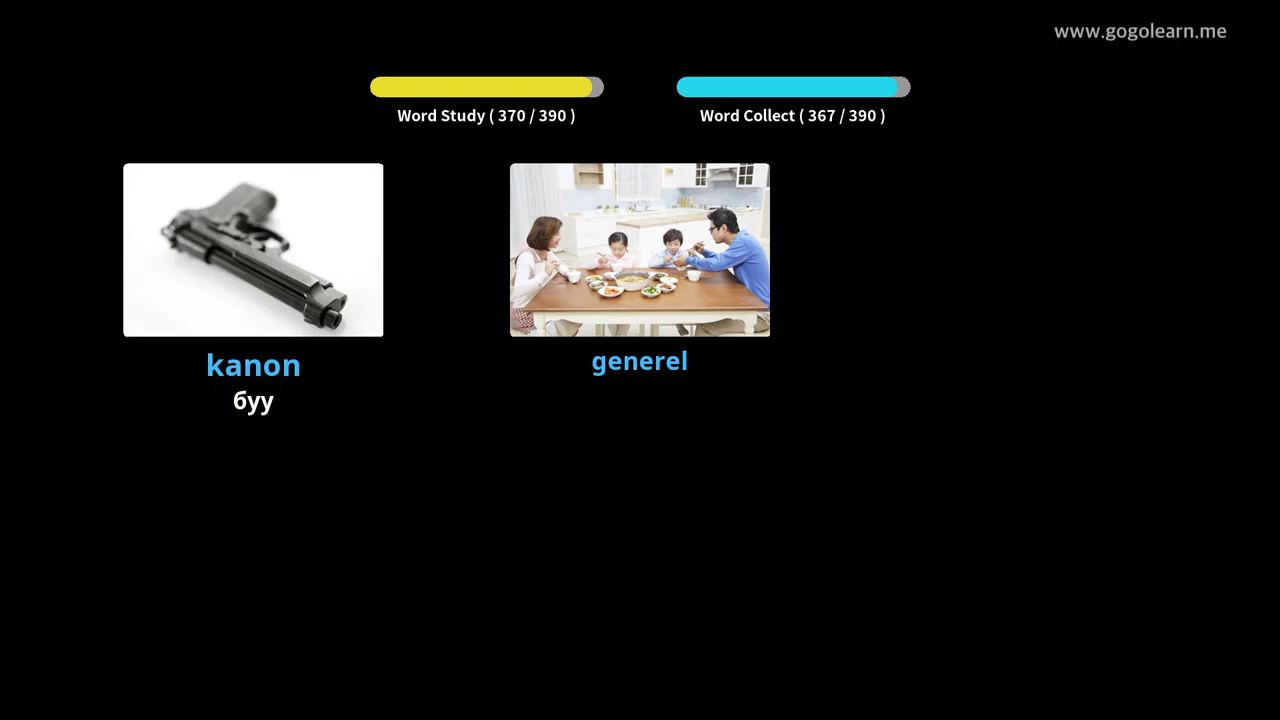 www.gogolearn.me
Word Study ( 370 / 390 )
Word Collect ( 367 / 390 )
kanon
буу
generel